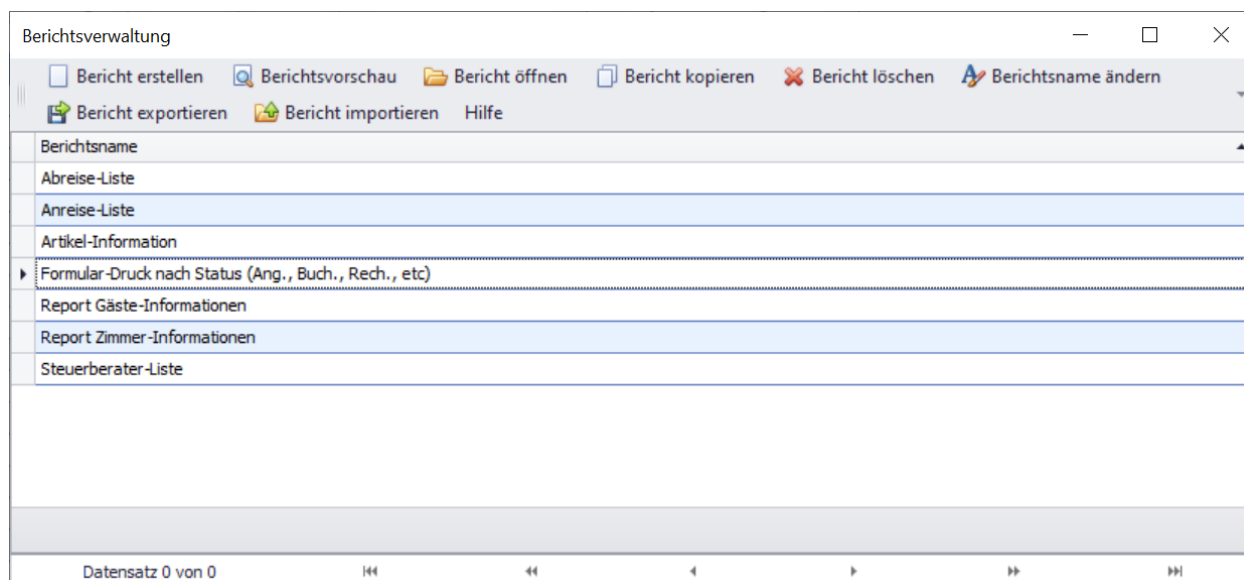 Berichtsverwaltung
Bericht erstellen Berichtsvorschau Bericht öffnen Bericht kopieren Bericht löschen Berichtsname ändern
Bericht exportieren Bericht importieren Hilfe
Berichtsname
Abreise-Liste
Anreise-Liste
Artikel-Information
Formular-Druck nach Status (Ang., Buch., Rech., etc)
Report Gäste-Informationen
Report Zimmer-Informationen
Steuerberater-Liste
Datensatz 0 von 0